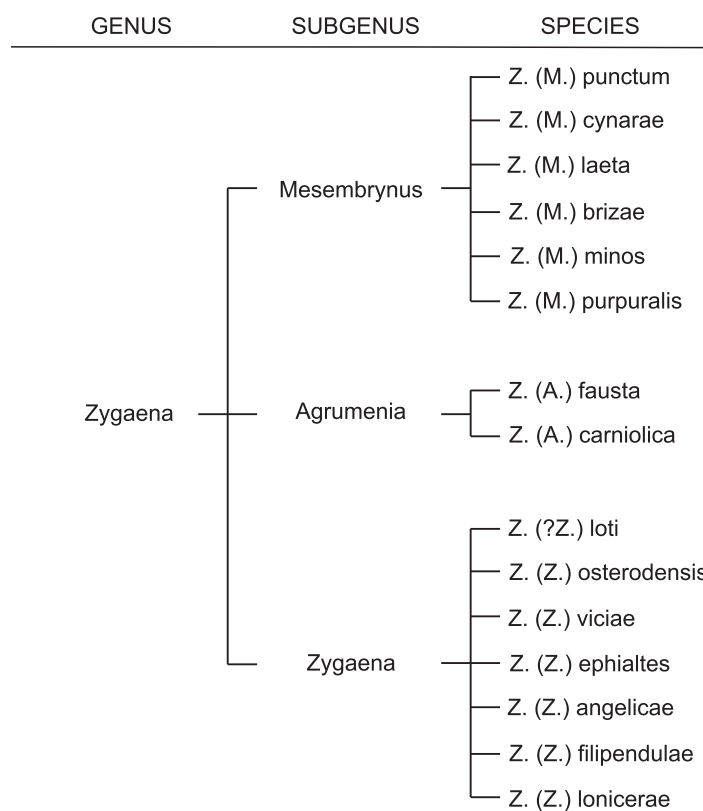 GENUS SUBGENUS SPECIES
Z. (M.) punctum
Z. (M.) cynarae
Z. (M.) laeta
Mesembrynus
Z. (M.) brizae
Z. (M.) minos
Z. (M.) purpuralis
Z. (A.) fausta
Zygaena Agrumenia
Z. (A.) carniolica
Z. (?Z.) loti
Z. (Z.) osterodensis
Z. (Z.) viciae
Zygaena Z. (Z.) ephialtes
Z. (Z.) angelicae
Z. (Z.) filipendulae
Z. (Z.) lonicerae